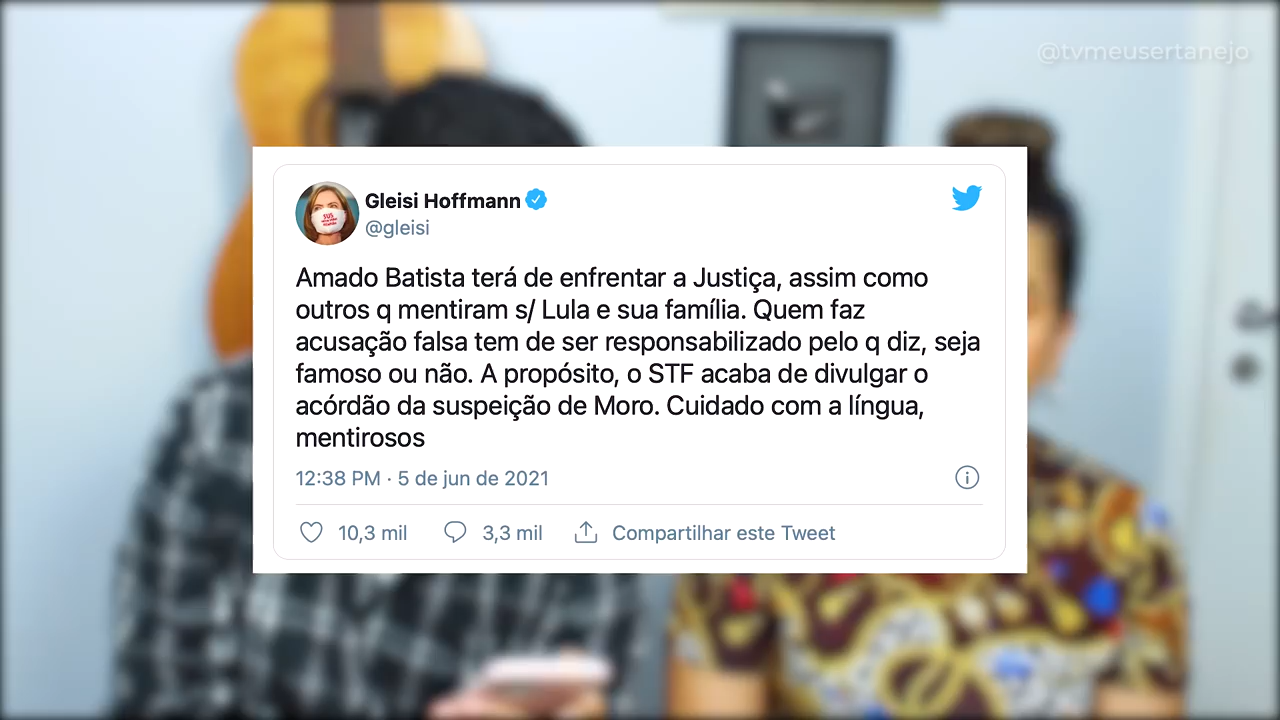 @tvmeusertanejo
Gleisi Hoffmann
@gleisi
Amado Batista terá de enfrentar a Justiça, assim como
outros q mentiram s/ Lula e sua família. Quem faz
acusação falsa tem de ser responsabilizado pelo q diz, seja
famoso ou não. A propósito, o STF acaba de divulgar o
acórdão da suspeição de Moro. Cuidado com a língua,
mentirosos
12:38 PM · 5 de jun de 2021
10,3 mil 3,3 mil Compartilhar este Tweet